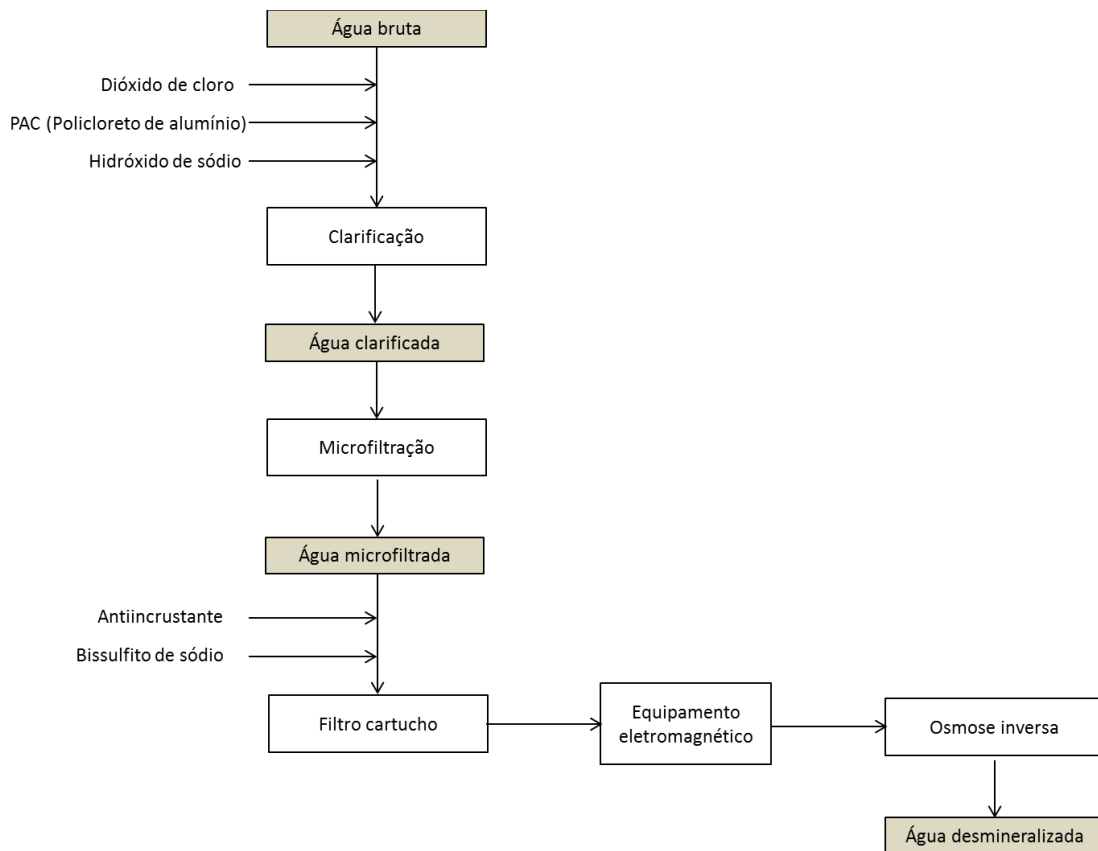 Água bruta
Dióxido de cloro
PAC (Policloreto de alumínio)
Hidróxido de sódio
Clarificação
Água clarificada
Microfiltração
Água microfiltrada
Antiincrustante
Bissulfito de sódio
Filtro cartucho
Equipamento
eletromagnético
Osmose inversa
Água desmineralizada